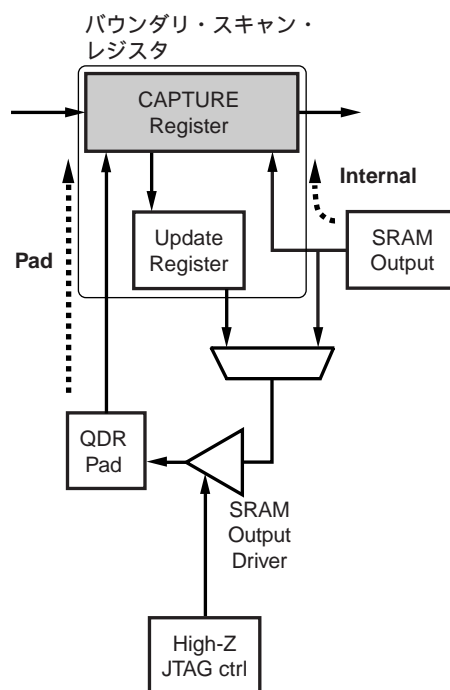 バウンダリ・スキャン・
レジスタ
CAPTURE
Register
Internal
Update
Register
SRAM
Output
Pad
QDR
Pad
SRAM
Output
Driver
High-Z
JTAG ctrl